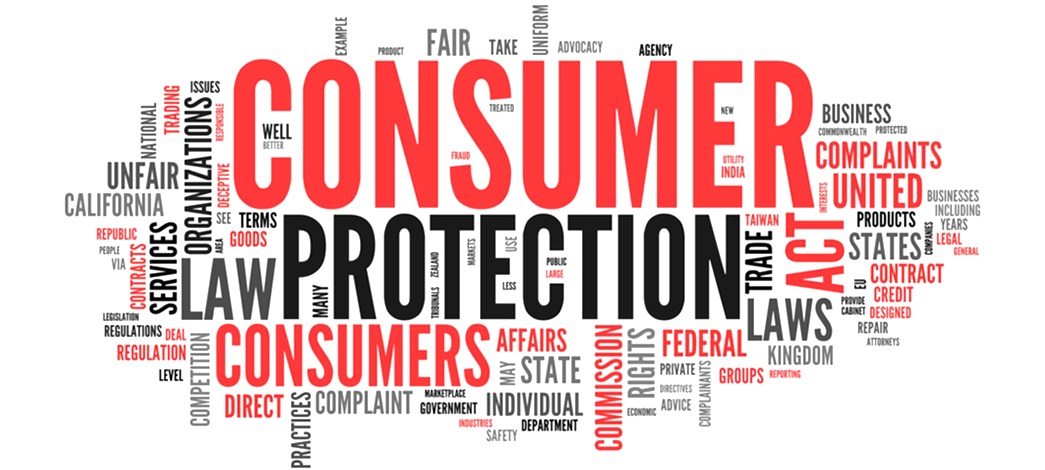 EXAMPLE
PRODUCT
FAIR
TAKE
UNIFORM
ADVOCACY
AGENCY
CONSUMER
ISSUES
TRADING
NATIONAL
ORGANIZATIONS
RESPONSIBLE
WELL
BETTER
TREATED
FRAUD
NEW
UTILITY
INDIA
BUSINESS
COMMONWEALTH
PROTECTED
COMPLAINTS
UNFAIR
DECEPTIVE
CALIFORNIA
INTERESTS
UNITED
BUSINESSES
INCLUDING
SEE
TERMS
PROTECTION
TAIWAN
PRODUCTS
YEARS
REPUBLIC
PEOPLE
VIA
CONTRACTS
SERVICES
AREA
GOODS
LAW
MANY
TRIBUNALS
ZEALAND
MARKETS
USE
LESS
PUBLIC
LARGE
TRADE
ACT
STATES
COMPANIES
LEGAL
GENERAL
EU
CONTRACT
CREDIT
PROVIDE
CABINET
DESIGNED
LEGISLATION
REGULATIONS
DEAL
REGULATION
LEVEL
COMPETITION
CONSUMERS
AFFAIRS
MAY
STATE
COMMISSION
RIGHTS
FEDERAL
LAWS
REPAIR
ATTORNEYS
KINGDOM
PRIVATE
GROUPS
REPORTING
DIRECTIVES
ADVICE
COMPLAINANTS
ECONOMIC
DIRECT
PRACTICES
COMPLAINT
MARKETPLACE
GOVERNMENT
INDIVIDUAL
INDUSTRIES
SAFETY
DEPARTMENT